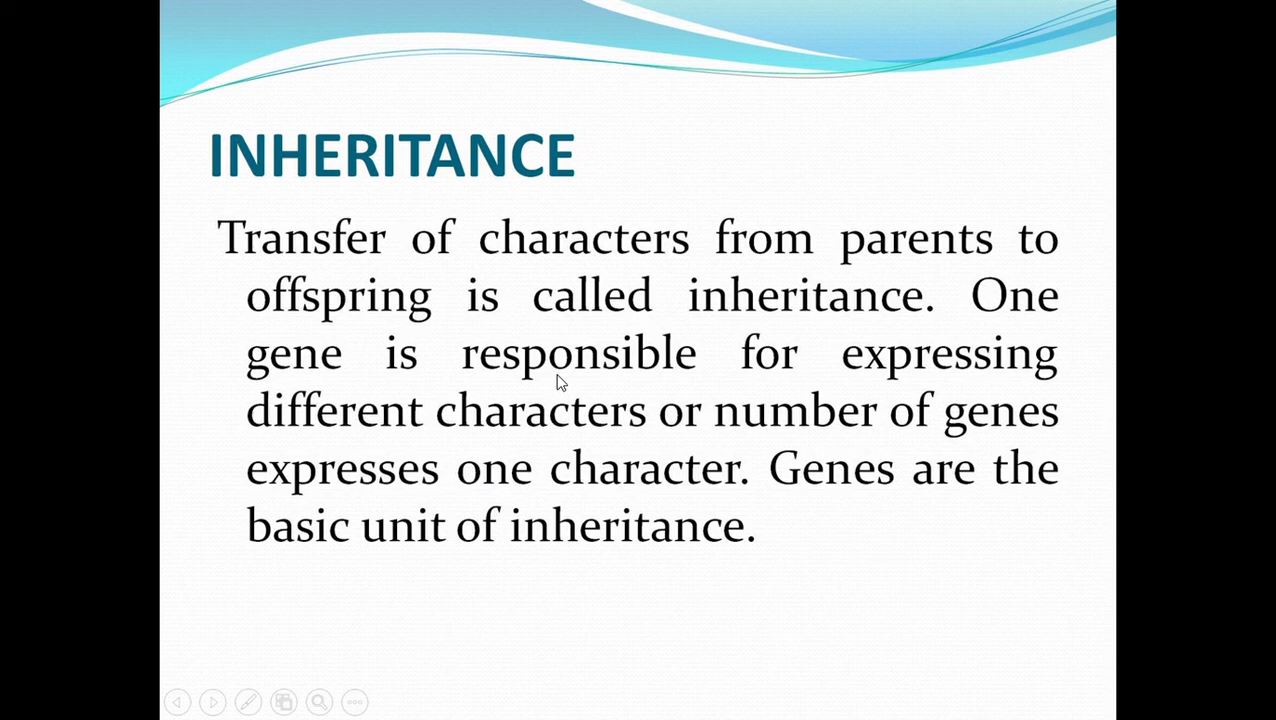 INHERITANCE
Transfer of characters from parents to
offspring is called inheritance. One
gene is responsible for expressing
different characters or number of genes
expresses one character. Genes are the
basic unit of inheritance.